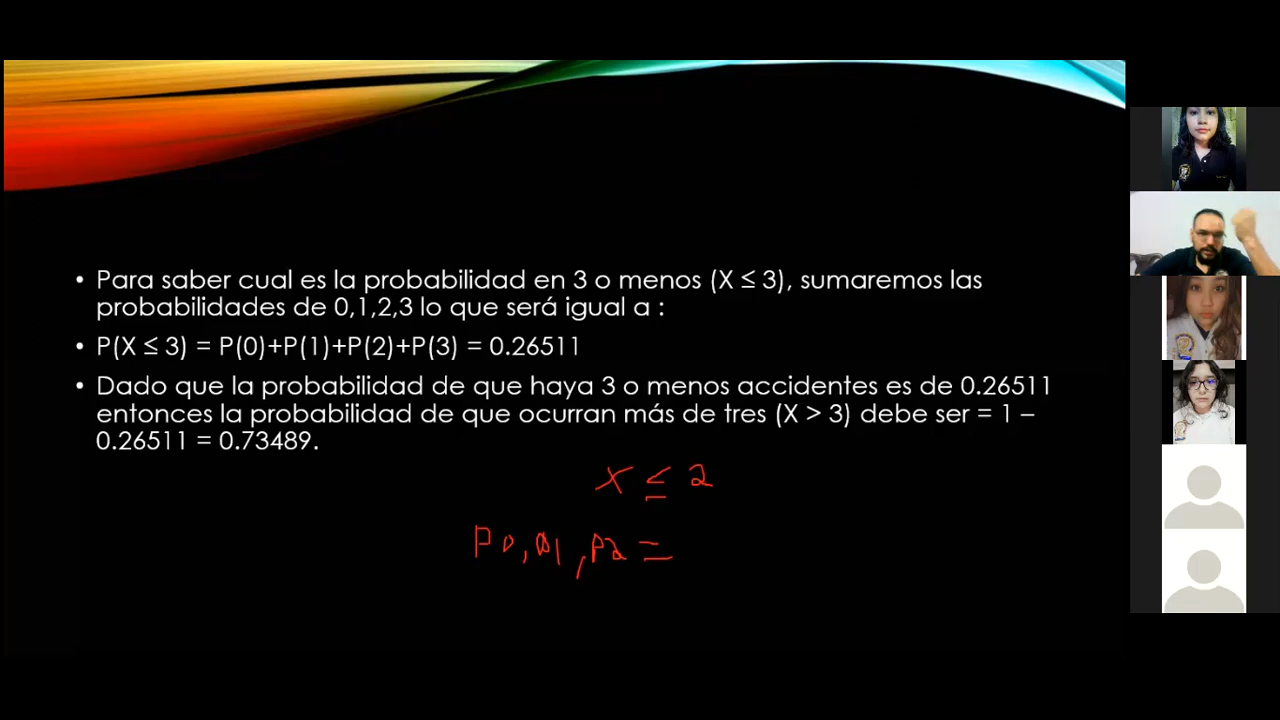 • Para saber cual es la probabilidad en 3 o menos (X ≤ 3), sumaremos las
probabilidades de 0,1,2,3 lo que será igual a :
• P(X ≤ 3) = P(0)+P(1)+P(2)+P(3) = 0.26511
• Dado que la probabilidad de que haya 3 o menos accidentes es de 0.26511
entonces la probabilidad de que ocurran más de tres (X > 3) debe ser = 1 –
0.26511 = 0.73489.
X ≤ 2
P0, P1, P2 =